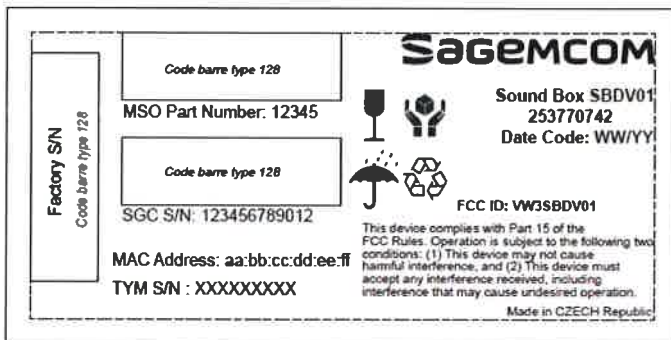 Factory S/N
Code barre type 128
Code barre type 128
MSO Part Number: 12345
Code barre type 128
SGC S/N: 123456789012
MAC Address: aa:bb:cc:dd:ee:ff
TYM S/N : XXXXXXXXX
SAGEMCOM
Sound Box SBDV01
253770742
Date Code: WW/YY
FCC ID: VW3SBDV01
This device complies with Part 15 of the
FCC Rules. Operation is subject to the following two
conditions: (1) This device may not cause
harmful interference, and (2) This device must
accept any interference received, including
interference that may cause undesired operation.
Made in CZECH Republic